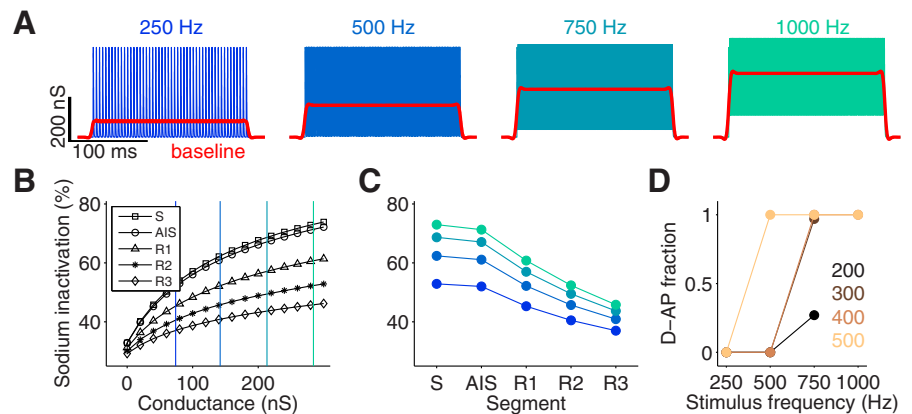 A
250 Hz
500 Hz
750 Hz
1000 Hz
200 nS
100 ms
baseline
B
Sodium inactivation (%)
80
60
40
S
AIS
R1
R2
R3
0
100
200
Conductance (nS)
C
80
60
40
S
AIS
R1
R2
R3
Segment
D
D-AP fraction
1
0.5
0
200
300
400
500
250
500
750
1000
Stimulus frequency (Hz)